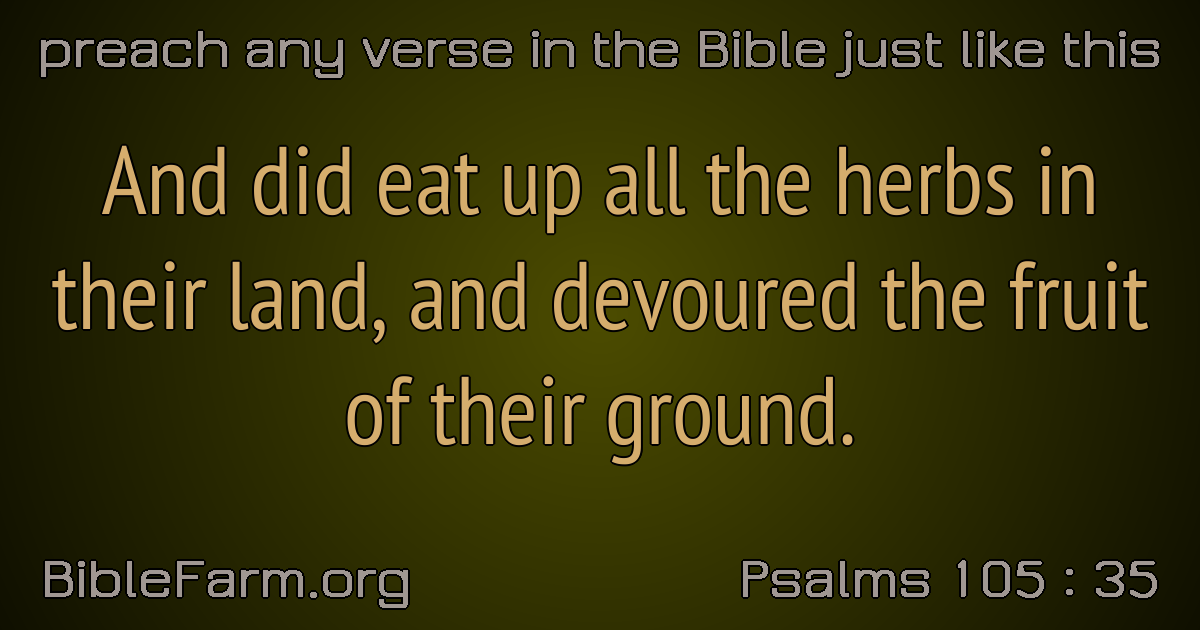 preach any verse in the Bible just like this
And did eat up all the herbs in
their land, and devoured the fruit
of their ground.
BibleFarm.org
Psalms 105 : 35